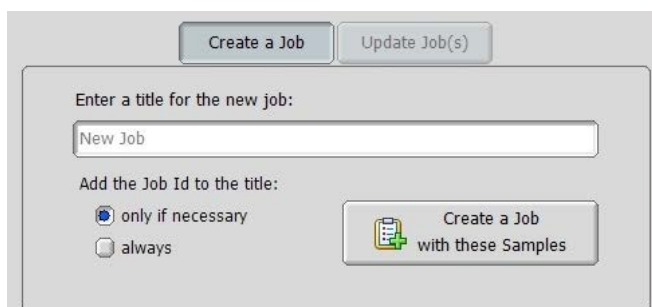 Create a Job
Update Job(s)
Enter a title for the new job:
New Job
Add the Job Id to the title:
only if necessary
always
Create a Job
with these Samples